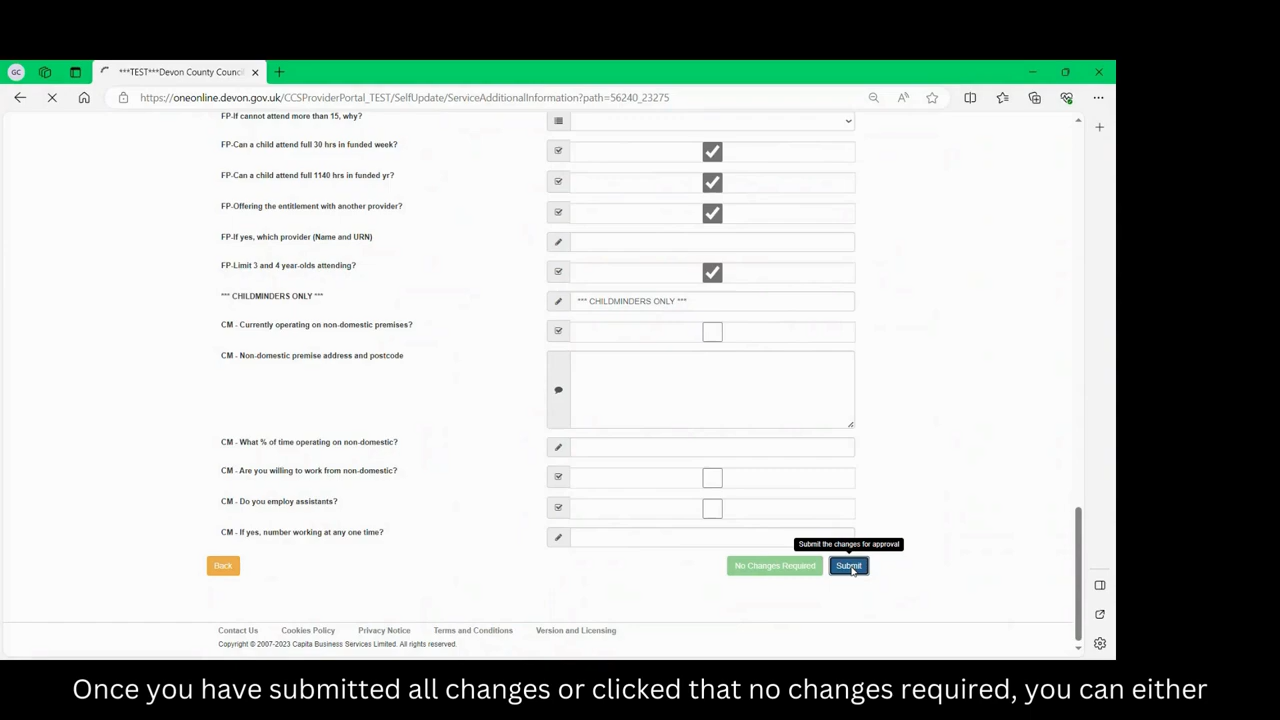 GC
***TEST***Devon County Counci
https://oneonline.devon.gov.uk/CCSProviderPortal_TEST/SelfUpdate/ServiceAdditionalInformation?path=56240_23275
FP-If cannot attend more than 15, why?
FP-Can a child attend full 30 hrs in funded week?
FP-Can a child attend full 1140 hrs in funded yr?
FP-Offering the entitlement with another provider?
FP-If yes, which provider (Name and URN)
FP-Limit 3 and 4 year-olds attending?
*** CHILDMINDERS ONLY *** *** CHILDMINDERS ONLY ***
CM - Currently operating on non-domestic premises?
CM - Non-domestic premise address and postcode
CM - What % of time operating on non-domestic?
CM - Are you willing to work from non-domestic?
CM - Do you employ assistants?
CM - If yes, number working at any one time?
Submit the changes for approval
Back No Changes Required Submit
Contact Us Cookies Policy Privacy Notice Terms and Conditions Version and Licensing
Copyright © 2007-2023 Capita Business Services Limited. All rights reserved.
Once you have submitted all changes or clicked that no changes required, you can either